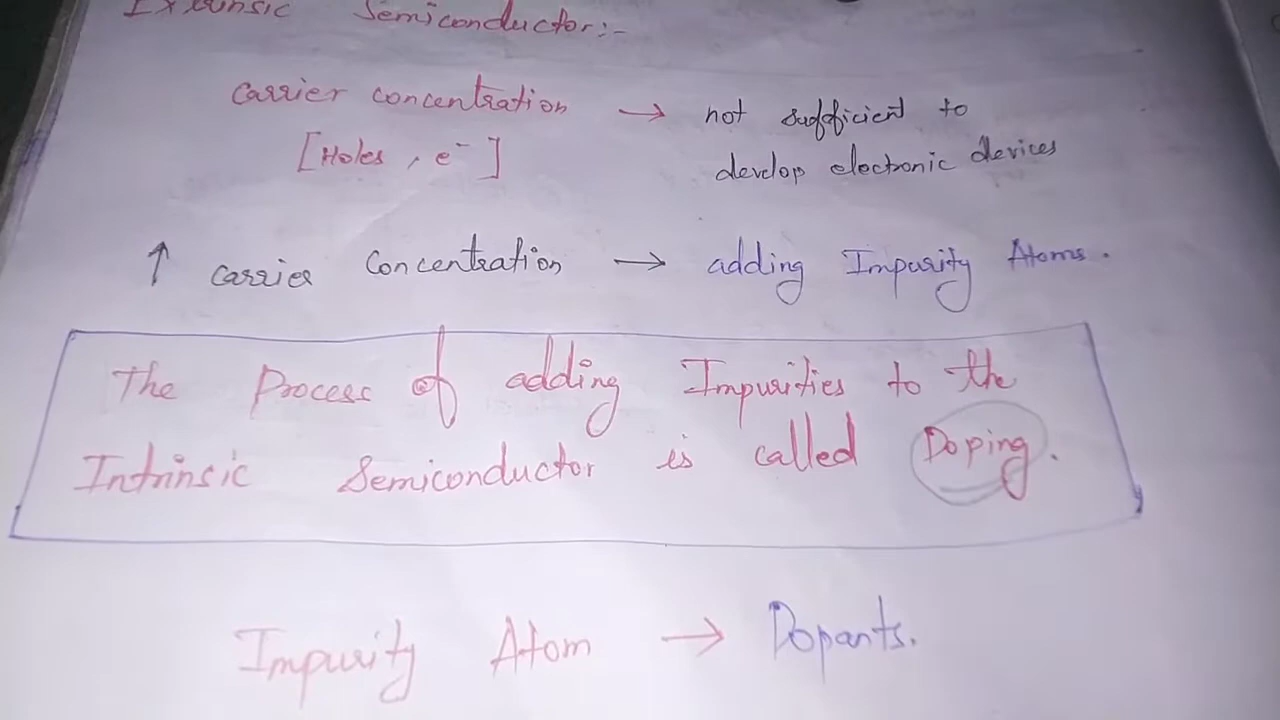 Extrinsic Semiconductor:-
Carrier concentration → not sufficient to
[Holes, e⁻] develop electronic devices
↑ carrier Concentration → adding Impurity Atoms.
The Process of adding Impurities to the
Intrinsic Semiconductor is called Doping.
Impurity Atom → Dopants.